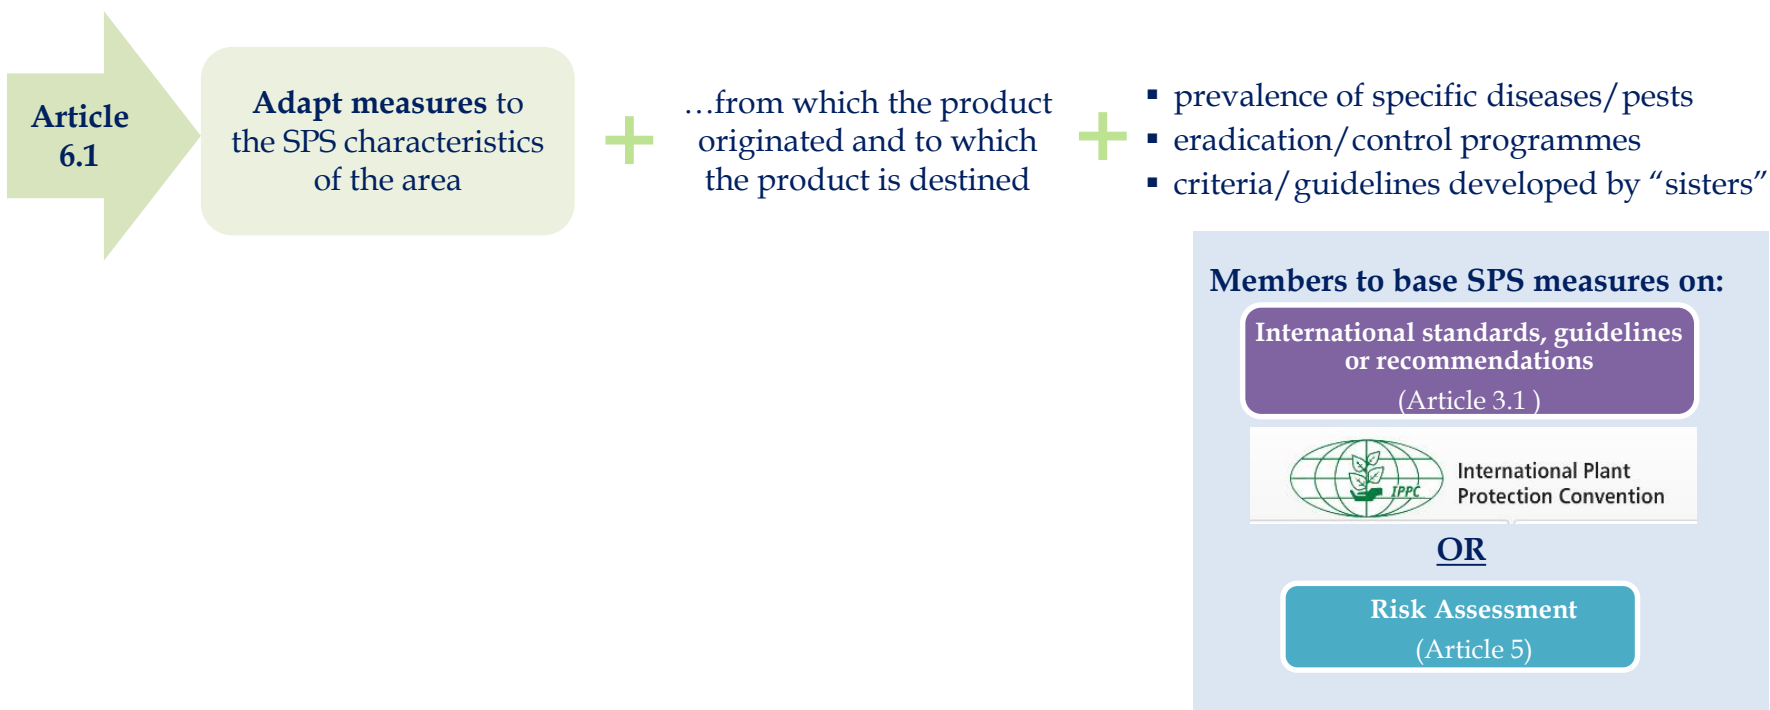 Article
6.1
Adapt measures to
the SPS characteristics
of the area
+
…from which the product
originated and to which
the product is destined
+
▪ prevalence of specific diseases/pests
▪ eradication/control programmes
▪ criteria/guidelines developed by “sisters”
Members to base SPS measures on:
International standards, guidelines
or recommendations
(Article 3.1 )
IPPC
International Plant
Protection Convention
OR
Risk Assessment
(Article 5)